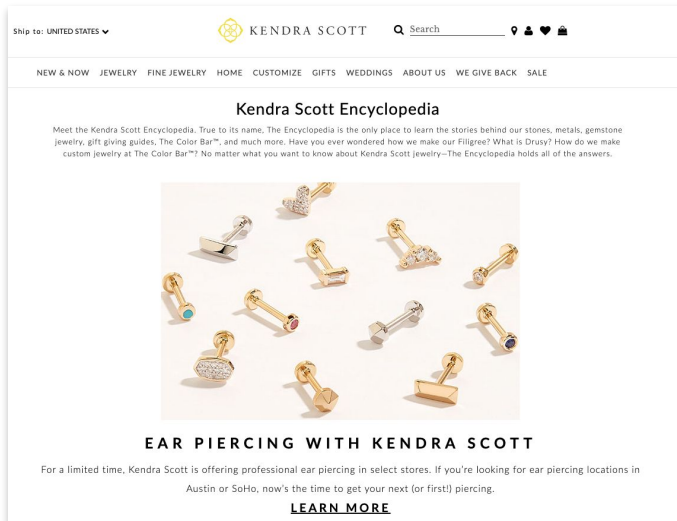 Ship to: UNITED STATES
KENDRA SCOTT
Search
NEW & NOW JEWELRY FINE JEWELRY HOME CUSTOMIZE GIFTS WEDDINGS ABOUT US WE GIVE BACK SALE
Kendra Scott Encyclopedia
Meet the Kendra Scott Encyclopedia. True to its name, The Encyclopedia is the only place to learn the stories behind our stones, metals, gemstone
jewelry, gift giving guides, The Color Bar™, and much more. Have you ever wondered how we make our Filigree? What is Drusy? How do we make
custom jewelry at The Color Bar™? No matter what you want to know about Kendra Scott jewelry—The Encyclopedia holds all of the answers.
EAR PIERCING WITH KENDRA SCOTT
For a limited time, Kendra Scott is offering professional ear piercing in select stores. If you're looking for ear piercing locations in
Austin or SoHo, now's the time to get your next (or first!) piercing.
LEARN MORE